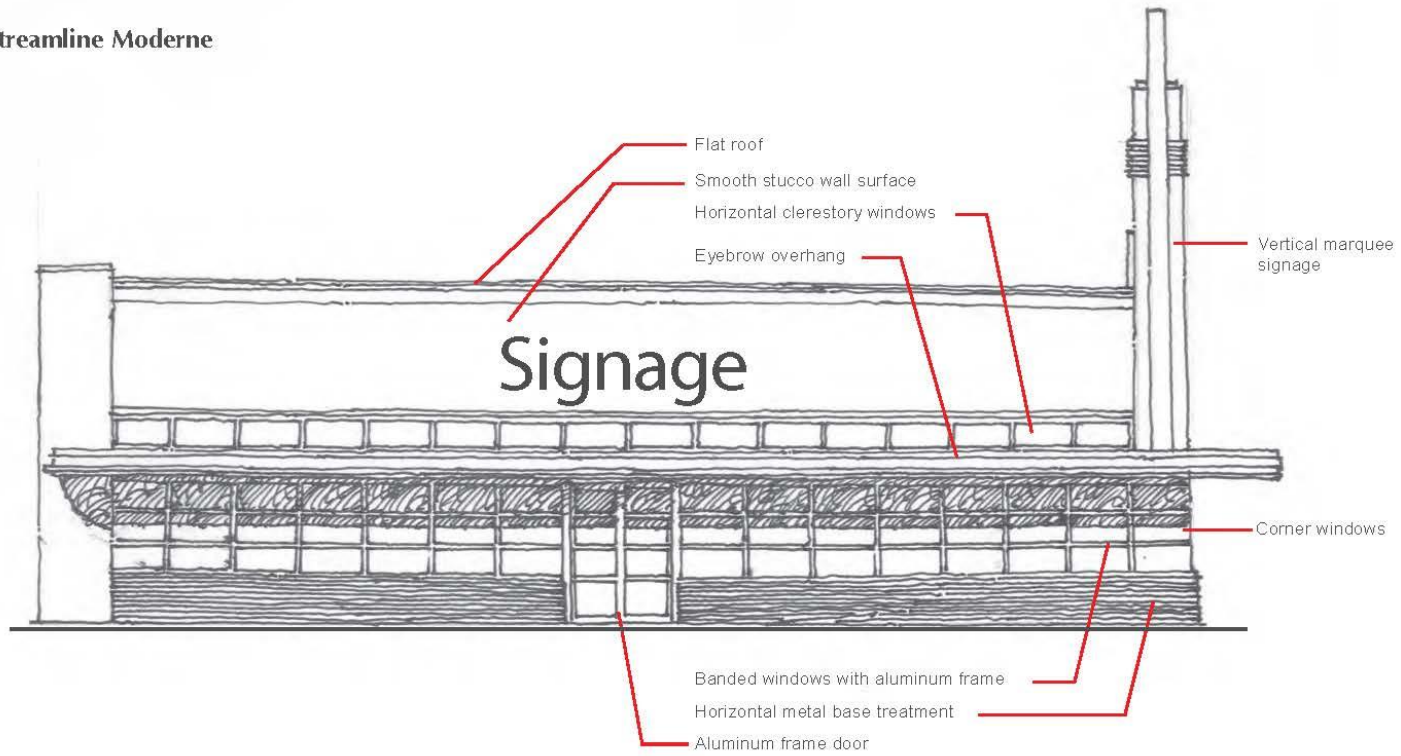 treamline Moderne
Flat roof
Smooth stucco wall surface
Horizontal clerestory windows
Eyebrow overhang
Vertical marquee
signage
Signage
Corner windows
Banded windows with aluminum frame
Horizontal metal base treatment
Aluminum frame door